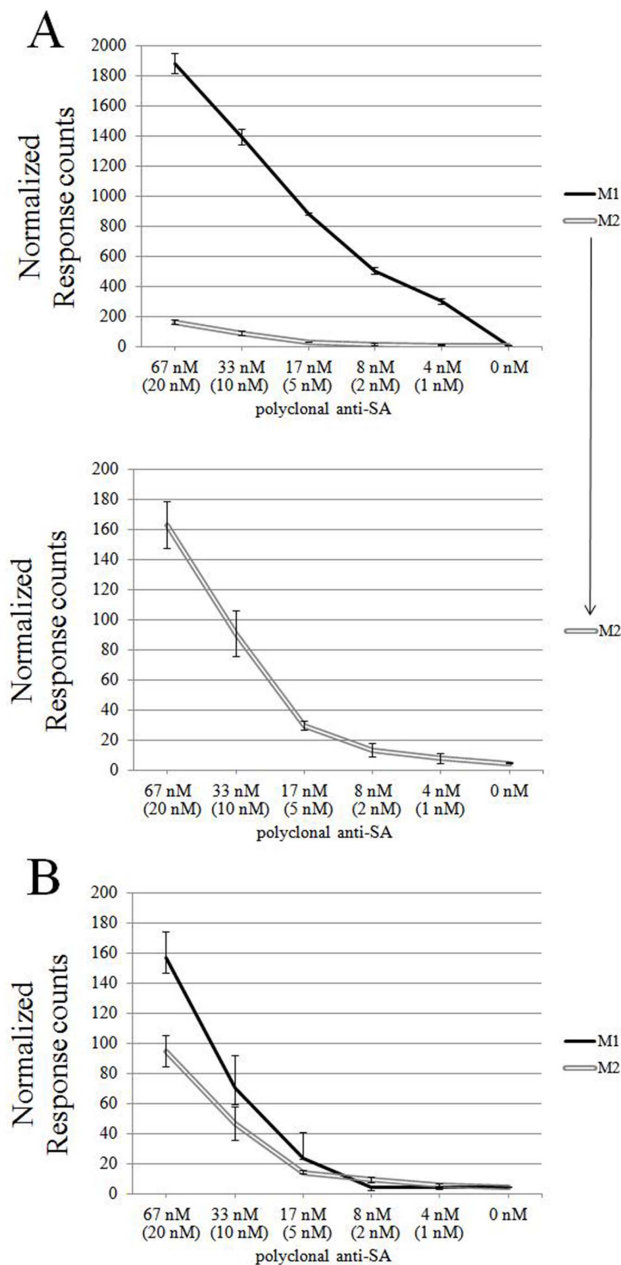 A
Normalized
Response counts
2000
1800
1600
1400
1200
1000
800
600
400
200
0
67 nM 33 nM 17 nM 8 nM 4 nM 0 nM
(20 nM) (10 nM) (5 nM) (2 nM) (1 nM)
polyclonal anti-SA
M1
M2
Normalized
Response counts
200
180
160
140
120
100
80
60
40
20
0
67 nM 33 nM 17 nM 8 nM 4 nM 0 nM
(20 nM) (10 nM) (5 nM) (2 nM) (1 nM)
polyclonal anti-SA
M2
B
Normalized
Response counts
200
180
160
140
120
100
80
60
40
20
0
67 nM 33 nM 17 nM 8 nM 4 nM 0 nM
(20 nM) (10 nM) (5 nM) (2 nM) (1 nM)
polyclonal anti-SA
M1
M2